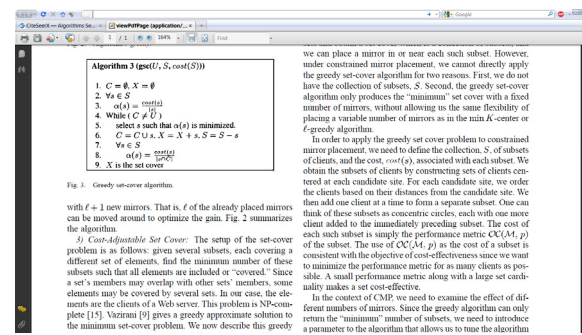 CiteSeerX — Algorithms Se...
viewPdfPage (application/...
Google
1 / 1
164%
Find
Algorithm 3 (gsc(U, S, cost(S)))
1. C = ∅, X = ∅
2. ∀s ∈ S
3. α(s) = cost(s) / |s|
4. While ( C ≠ U )
5. select s such that α(s) is minimized.
6. C = C ∪ s, X = X + s, S = S − s
7. ∀s ∈ S
8. α(s) = cost(s) / |s∩C|
9. X is the set cover
Fig. 3. Greedy set-cover algorithm.
with ℓ + 1 new mirrors. That is, ℓ of the already placed mirrors
can be moved around to optimize the gain. Fig. 2 summarizes
the algorithm.
3) Cost-Adjustable Set Cover: The setup of the set-cover
problem is as follows: given several subsets, each covering a
different set of elements, find the minimum number of these
subsets such that all elements are included or “covered.” Since
a set's members may overlap with other sets' members, some
elements may be covered by several sets. In our case, the ele-
ments are the clients of a Web server. This problem is NP-com-
plete [15]. Vazirani [9] gives a greedy approximate solution to
the minimum set-cover problem. We now describe this greedy
we can place a mirror in or near each such subset. However,
under constrained mirror placement, we cannot directly apply
the greedy set-cover algorithm for two reasons. First, we do not
have the collection of subsets, S. Second, the greedy set-cover
algorithm only produces the “minimum” set cover with a fixed
number of mirrors, without allowing us the same flexibility of
placing a variable number of mirrors as in the min K-center or
ℓ-greedy algorithm.
In order to apply the greedy set cover problem to constrained
mirror placement, we need to define the collection, S, of subsets
of clients, and the cost, cost(s), associated with each subset. We
obtain the subsets of clients by constructing sets of clients cen-
tered at each candidate site. For each candidate site, we order
the clients based on their distances from the candidate site. We
then add one client at a time to form a separate subset. One can
think of these subsets as concentric circles, each with one more
client added to the immediately preceding subset. The cost of
each such subset is simply the performance metric OC(M, p)
of the subset. The use of OC(M, p) as the cost of a subset is
consistent with the objective of cost-effectiveness since we want
to minimize the performance metric for as many clients as pos-
sible. A small performance metric along with a large set cardi-
nality makes a set cost-effective.
In the context of CMP, we need to examine the effect of dif-
ferent numbers of mirrors. Since the greedy algorithm can only
return the “minimum” number of subsets, we need to introduce
a parameter to the algorithm that allows us to tune the algorithm